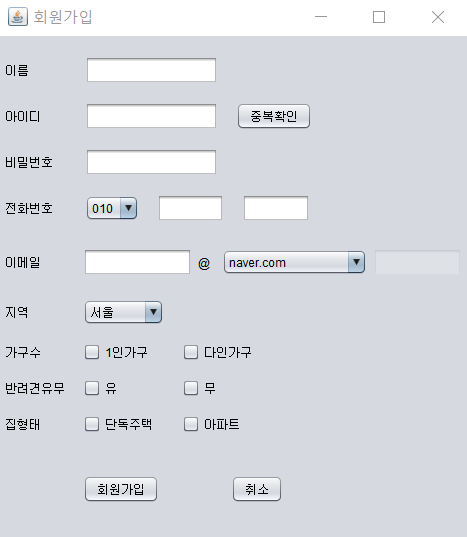 회원가입
이름
아이디 중복확인
비밀번호
전화번호 010
이메일 @ naver.com
지역 서울
가구수 1인가구 다인가구
반려견유무 유 무
집형태 단독주택 아파트
회원가입 취소